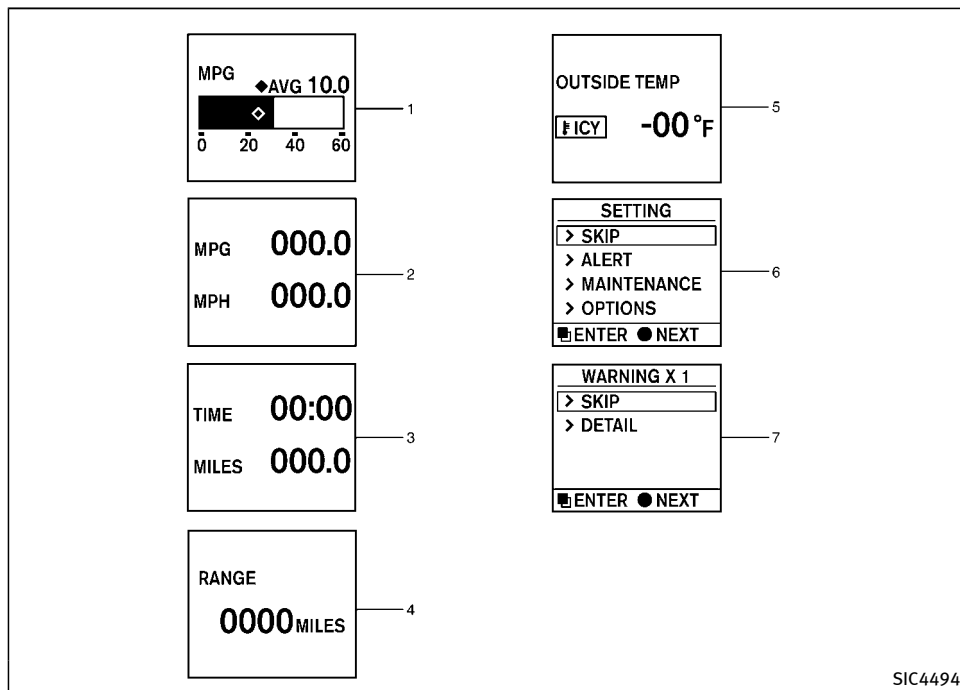 MPG
◆AVG 10.0
0 20 40 60
1
MPG 000.0
MPH 000.0
2
TIME 00:00
MILES 000.0
3
RANGE
0000 MILES
4
OUTSIDE TEMP
ICY -00°F
5
SETTING
> SKIP
> ALERT
> MAINTENANCE
> OPTIONS
ENTER ● NEXT
6
WARNING X 1
> SKIP
> DETAIL
ENTER ● NEXT
7
SIC4494